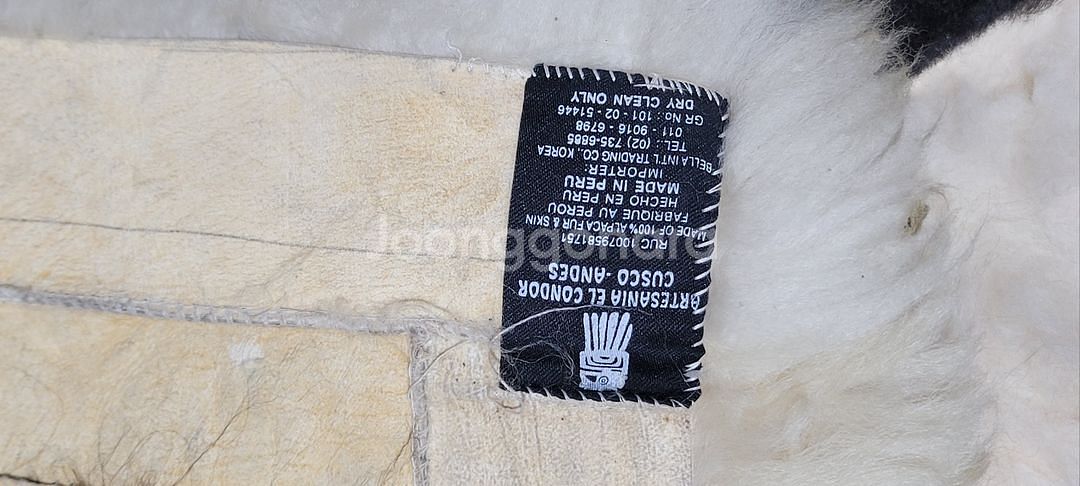 ARTESANIA EL CONDOR
CUSCO - ANDES
RUC 10079581751
MADE OF 100% ALPACA FUR & SKIN
FABRIQUE AU PEROU
HECHO EN PERU
MADE IN PERU
IMPORTER:
BELLA INT'L TRADING CO., KOREA
TEL.: (02) 735-6885
011 - 9016 - 6798
GR No.: 101 - 02 - 51446
DRY CLEAN ONLY